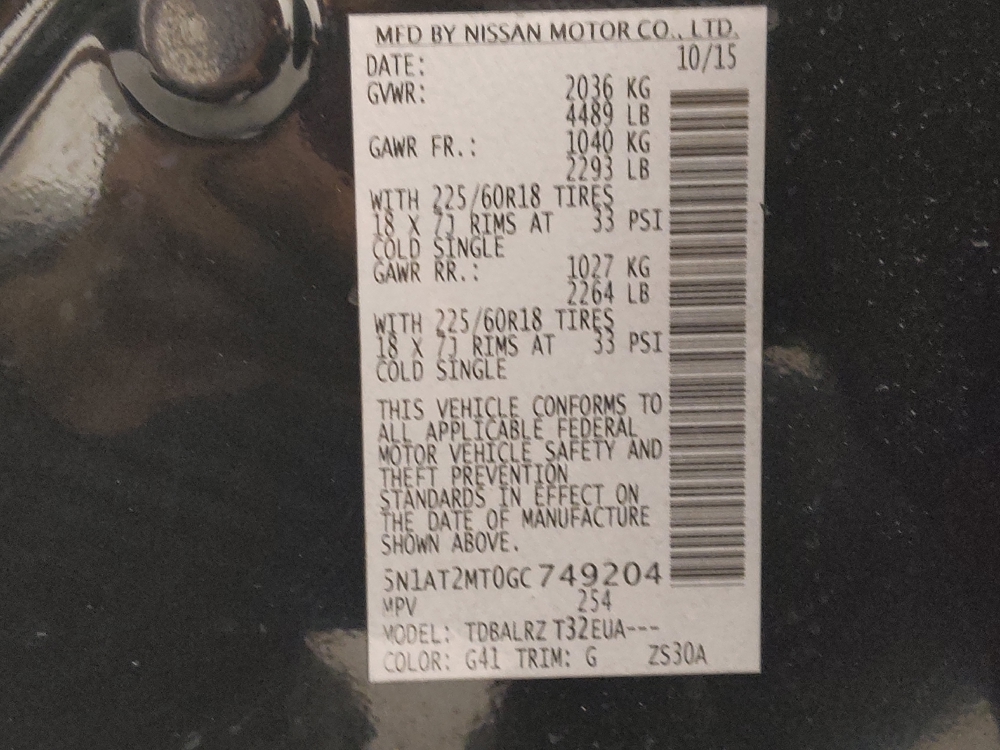 MFD BY NISSAN MOTOR CO., LTD.
DATE: 10/15
GVWR: 2036 KG
4489 LB
GAWR FR.: 1040 KG
2293 LB
WITH 225/60R18 TIRES
18 X 7J RIMS AT 33 PSI
COLD SINGLE
GAWR RR.: 1027 KG
2264 LB
WITH 225/60R18 TIRES
18 X 7J RIMS AT 33 PSI
COLD SINGLE
THIS VEHICLE CONFORMS TO
ALL APPLICABLE FEDERAL
MOTOR VEHICLE SAFETY AND
THEFT PREVENTION
STANDARDS IN EFFECT ON
THE DATE OF MANUFACTURE
SHOWN ABOVE.
5N1AT2MT0GC749204
MPV 254
MODEL: TDBALRZ T32EUA---
COLOR: G41 TRIM: G ZS30A